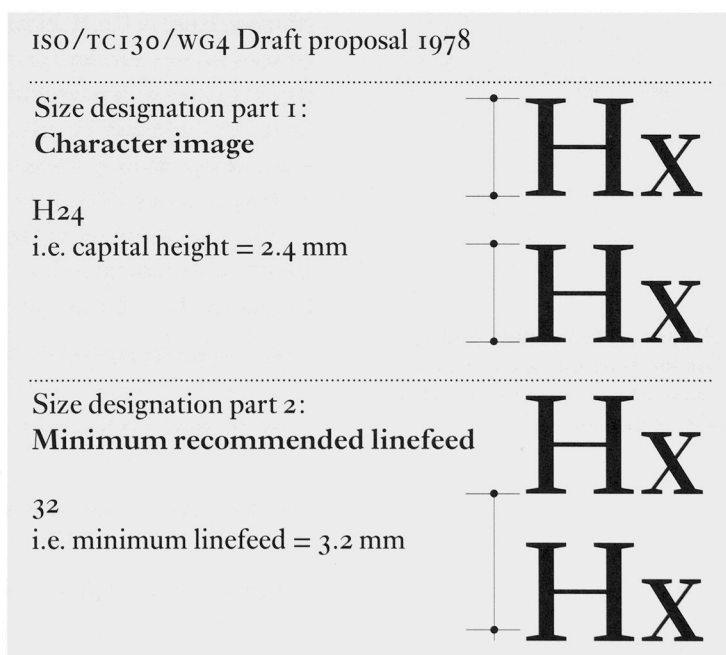 ISO/TC130/WG4 Draft proposal 1978
Size designation part 1:
Character image
H24
i.e. capital height = 2.4 mm
Hx
Hx
Size designation part 2:
Minimum recommended linefeed
32
i.e. minimum linefeed = 3.2 mm
Hx
Hx